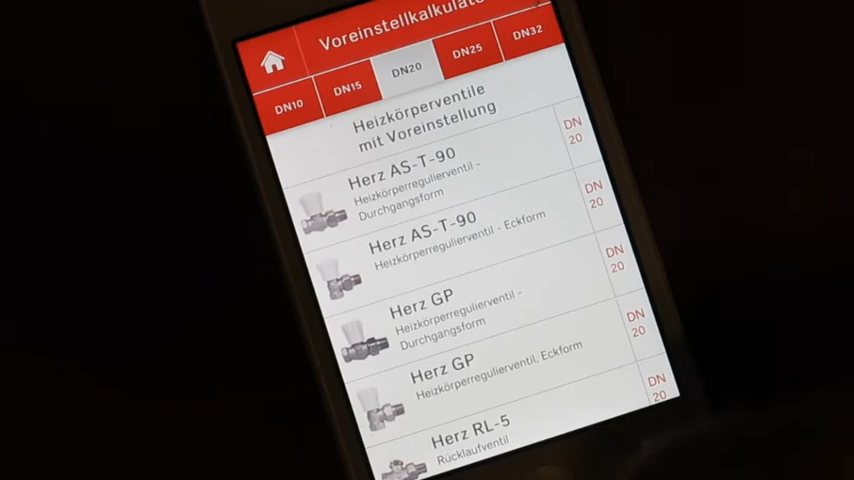 Voreinstellkalkulato
DN10 DN15 DN20 DN25 DN32
Heizkörperventile
mit Voreinstellung
Herz AS-T-90
Heizkörperregulierventil -
Durchgangsform
DN
20
Herz AS-T-90
Heizkörperregulierventil - Eckform
DN
20
Herz GP
Heizkörperregulierventil -
Durchgangsform
DN
20
Herz GP
Heizkörperregulierventil, Eckform
DN
20
Herz RL-5
Rücklaufventil
DN
20